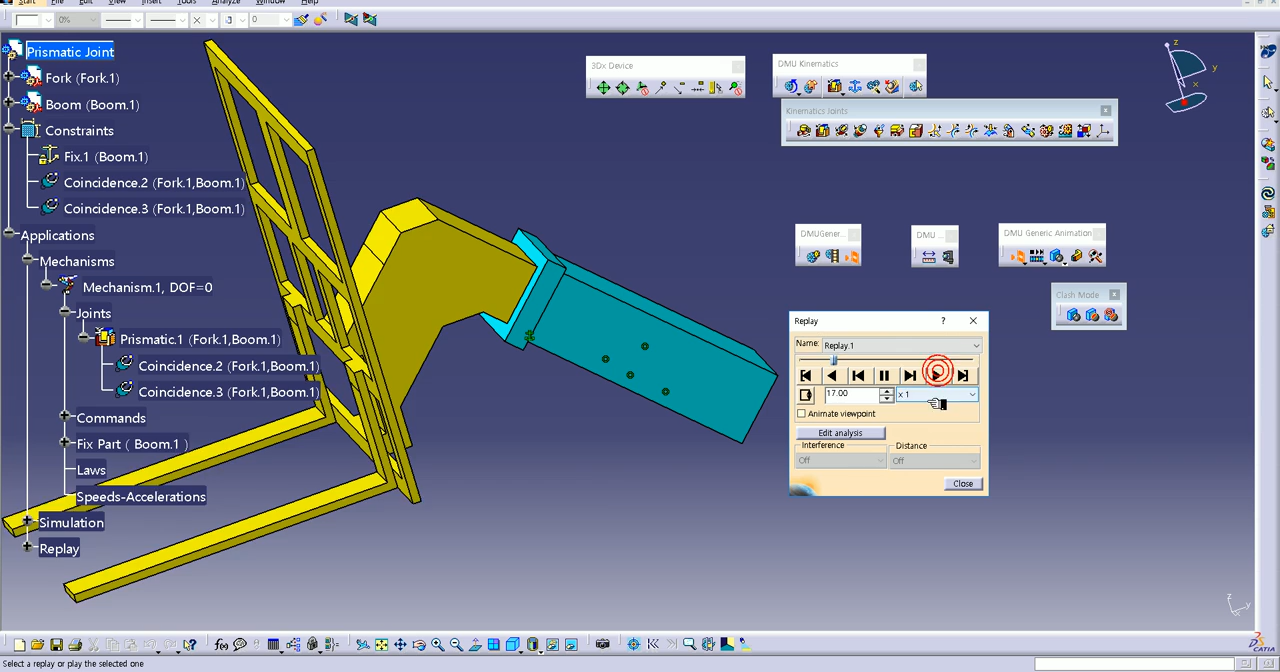 Start File Edit View Insert Tools Analyze Window Help
0% 0
Prismatic Joint
Fork (Fork.1)
Boom (Boom.1)
Constraints
Fix.1 (Boom.1)
Coincidence.2 (Fork.1,Boom.1)
Coincidence.3 (Fork.1,Boom.1)
Applications
Mechanisms
Mechanism.1, DOF=0
Joints
Prismatic.1 (Fork.1,Boom.1)
Coincidence.2 (Fork.1,Boom.1)
Coincidence.3 (Fork.1,Boom.1)
Commands
Fix Part ( Boom.1 )
Laws
Speeds-Accelerations
Simulation
Replay
3Dx Device
DMU Kinematics
Kinematics Joints
DMUGener...
DMU ...
DMU Generic Animation
Clash Mode
Replay ?
Name: Replay.1
17.00 x 1
Animate viewpoint
Edit analysis
Interference Distance
Off Off
Close
z
y
x
z
y
f(x)
CATIA
Select a replay or play the selected one